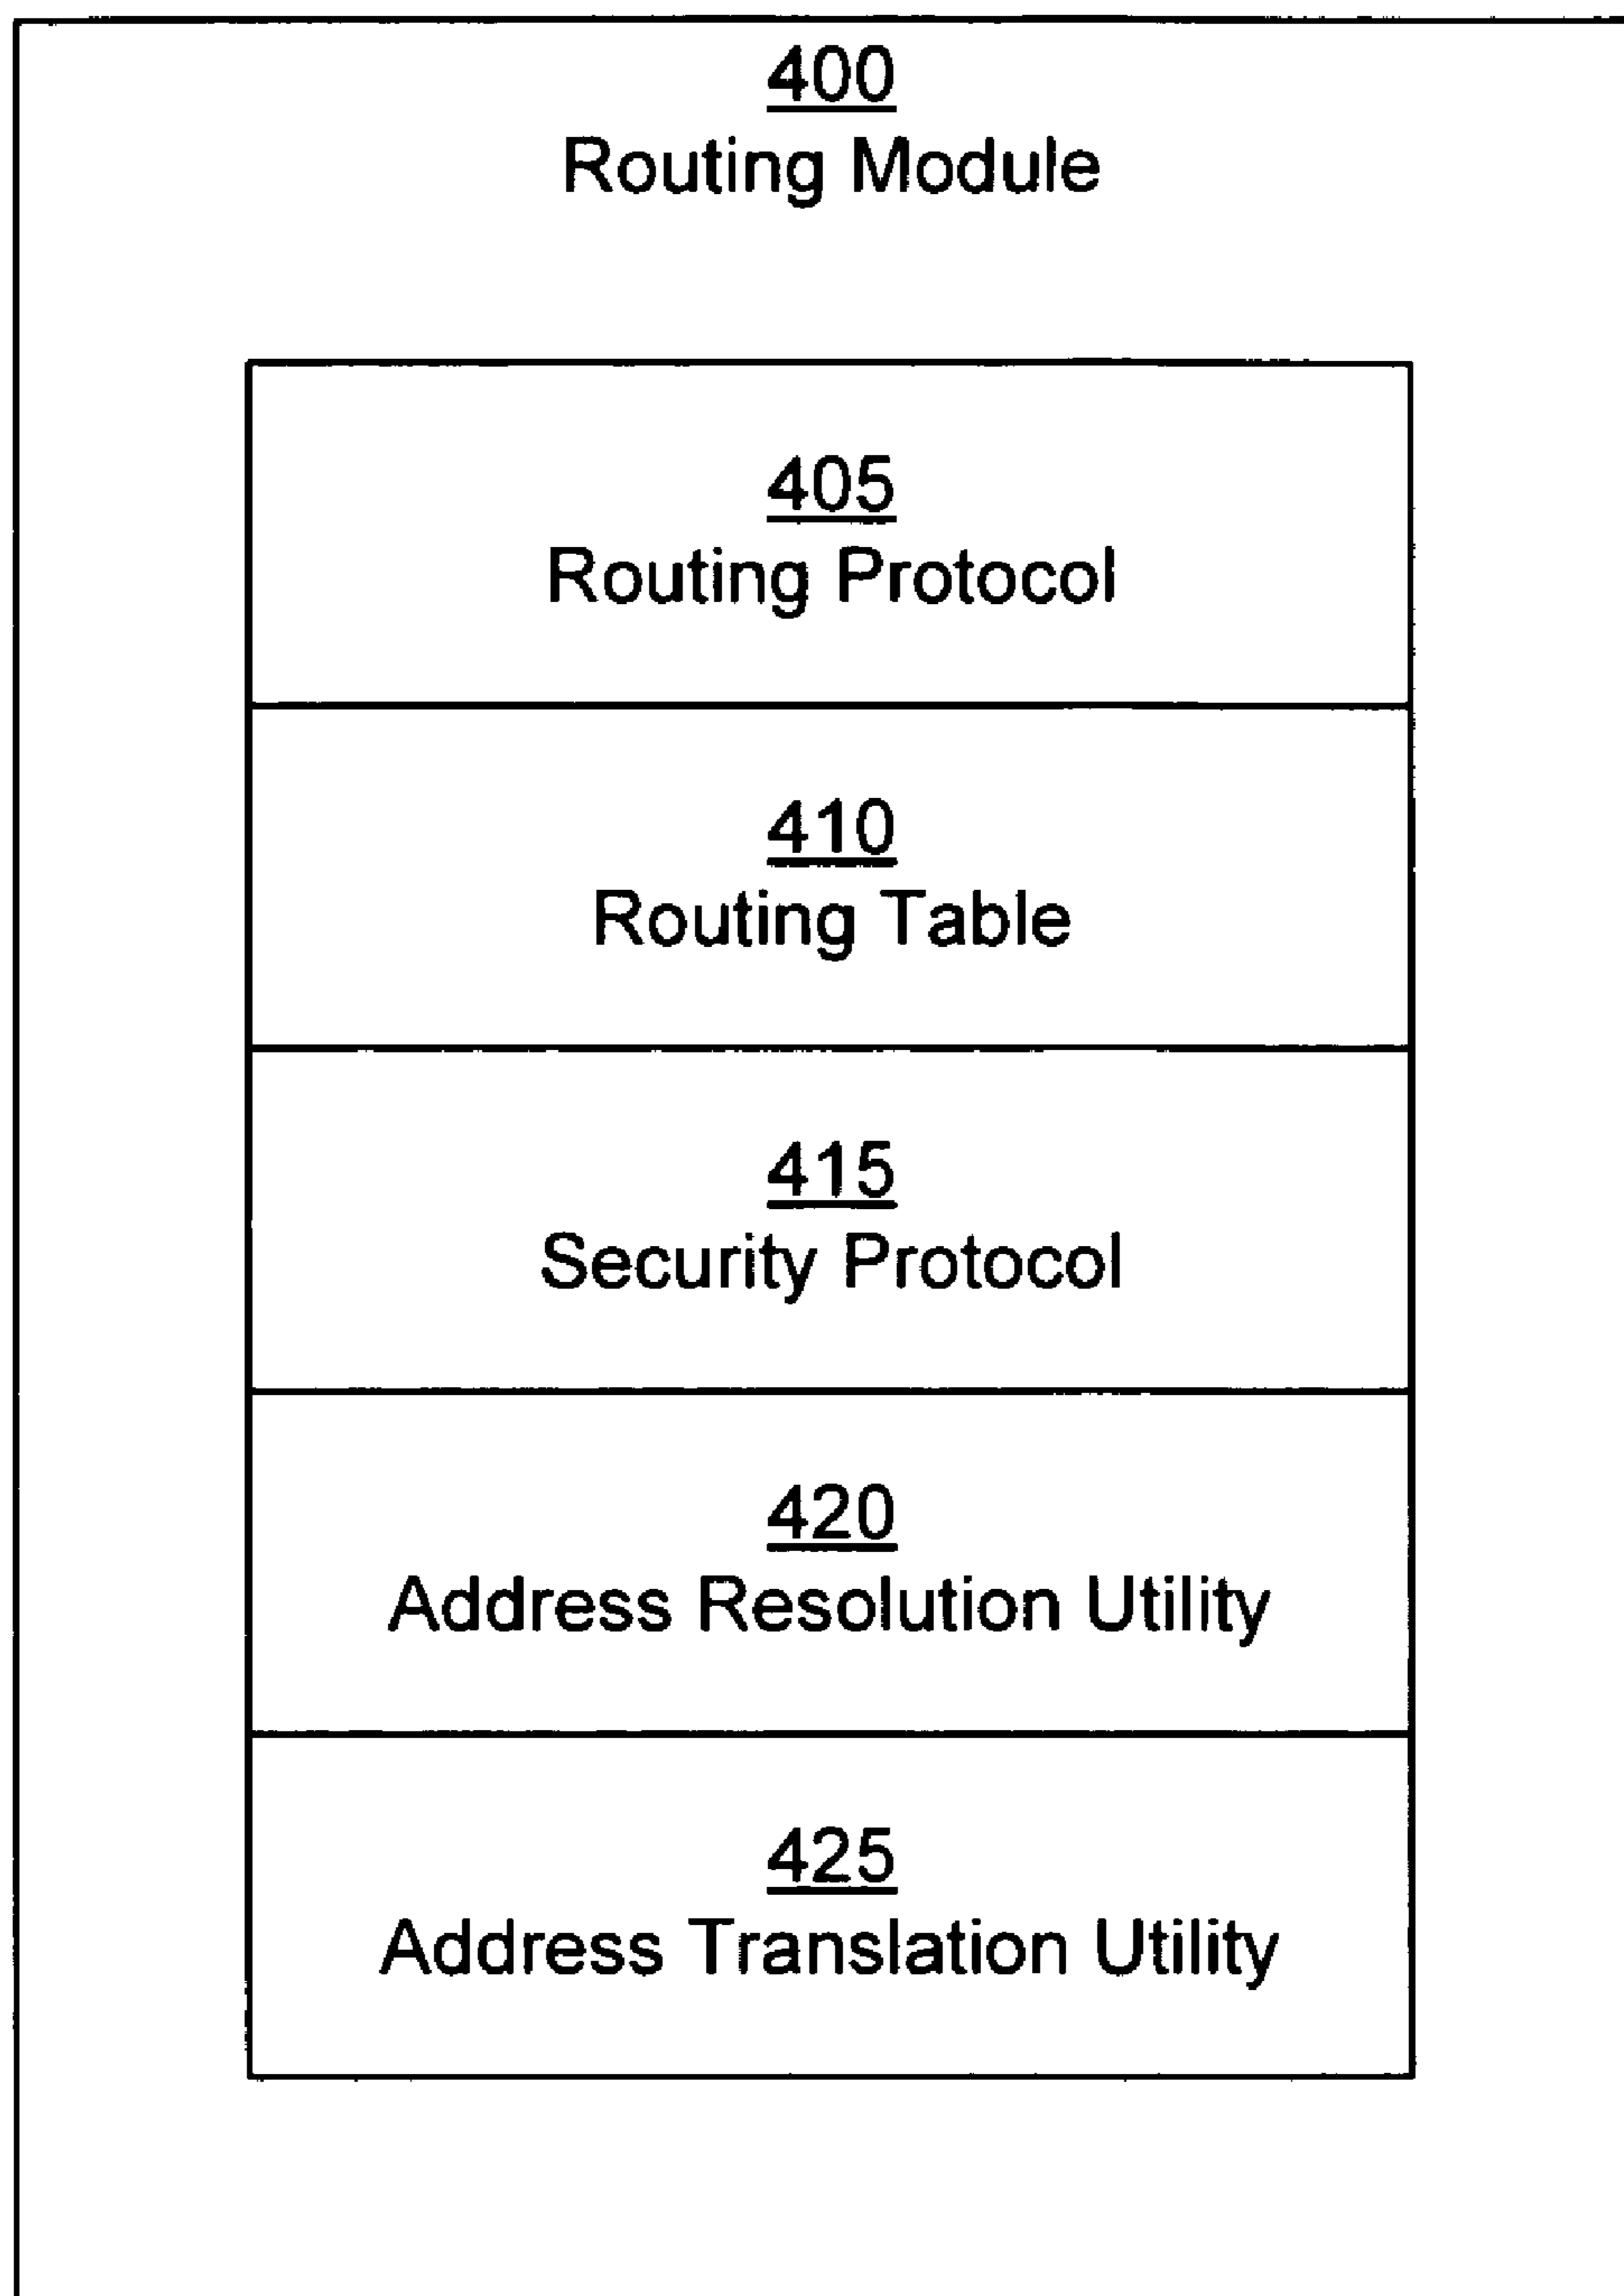 400
Routing Module
405
Routing Protocol
410
Routing Table
415
Security Protocol
420
Address Resolution Utility
425
Address Translation Utility